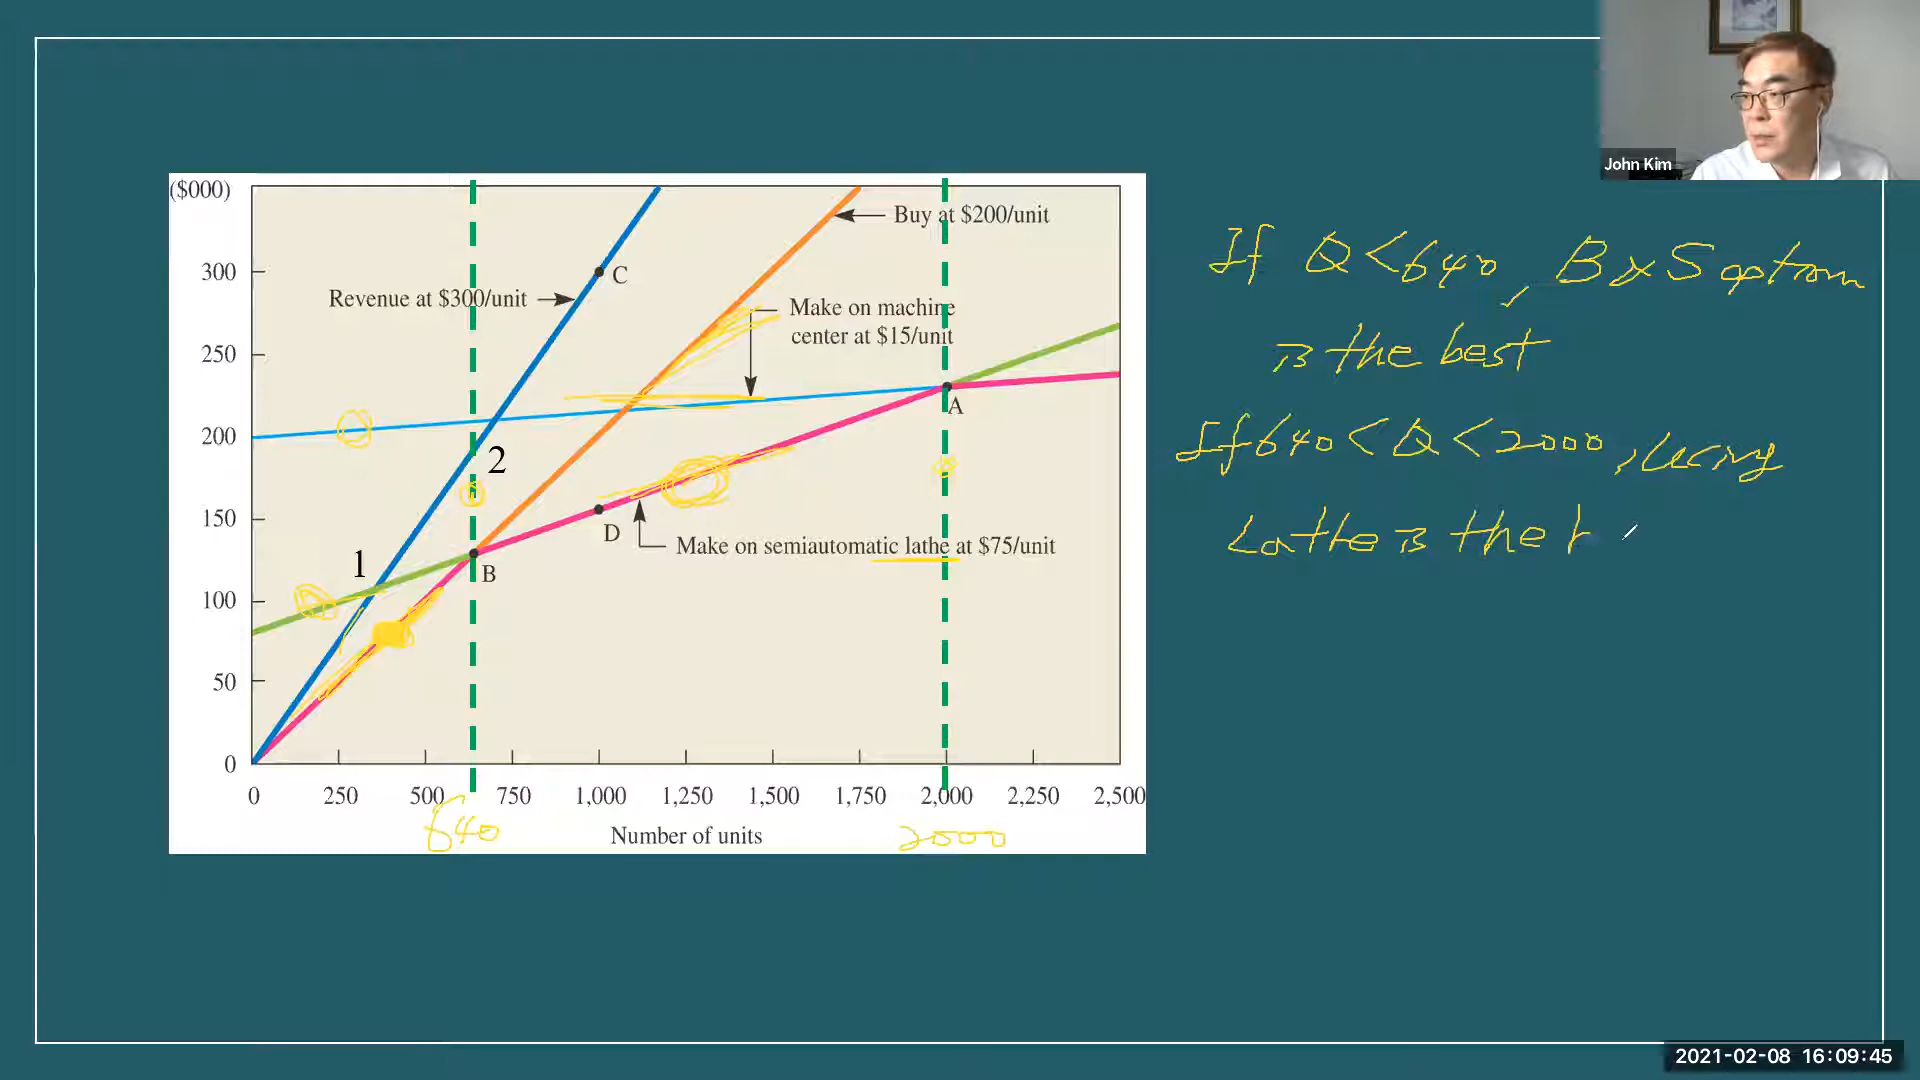 John Kim
($000)
Buy at $200/unit
300
C
Revenue at $300/unit
Make on machine
center at $15/unit
250
A
200
2
150
D
Make on semiautomatic lathe at $75/unit
1
B
100
50
0
0 250 500 750 1,000 1,250 1,500 1,750 2,000 2,250 2,500
640
2000
Number of units
If Q < 640, option
is the best
If 640 < Q < 2000, using
Lathe is the b
2021-02-08 16:09:45